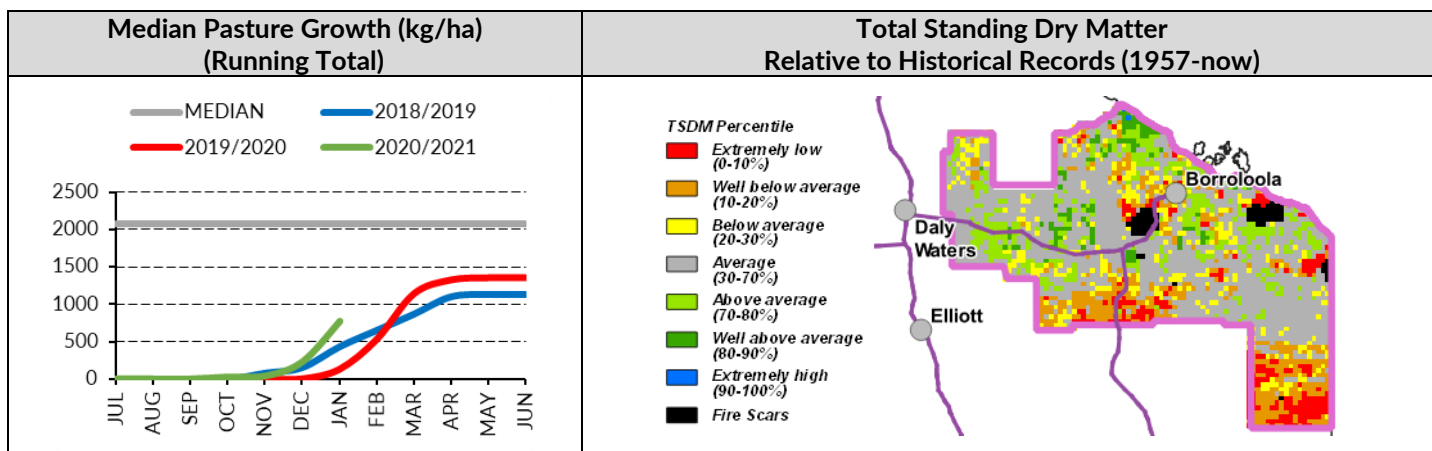 Median Pasture Growth (kg/ha)
(Running Total)
Total Standing Dry Matter
Relative to Historical Records (1957-now)
MEDIAN
2018/2019
2019/2020
2020/2021
2500
2000
1500
1000
500
0
JUL
AUG
SEP
OCT
NOV
DEC
JAN
FEB
MAR
APR
MAY
JUN
TSDM Percentile
Extremely low
(0-10%)
Well below average
(10-20%)
Below average
(20-30%)
Average
(30-70%)
Above average
(70-80%)
Well above average
(80-90%)
Extremely high
(90-100%)
Fire Scars
Borroloola
Daly
Waters
Elliott